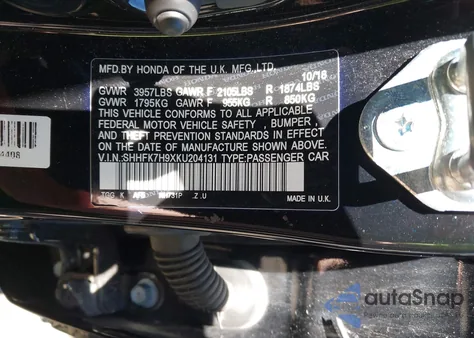 MFD.BY HONDA OF THE U.K. MFG.,LTD.
10/18
GVWR 3957LBS GAWR F 2105LBS R 1874LBS
GVWR 1795KG GAWR F 955KG R 850KG
THIS VEHICLE CONFORMS TO ALL APPLICABLE
FEDERAL MOTOR VEHICLE SAFETY , BUMPER ,
AND THEFT PREVENTION STANDARDS IN EFFECT
ON THE DATE OF MANUFACTURE SHOWN ABOVE.
V.I.N.:SHHFK7H9XKU204131 TYPE:PASSENGER CAR
TGG K Z.U
MADE IN U.K.
autoSnap